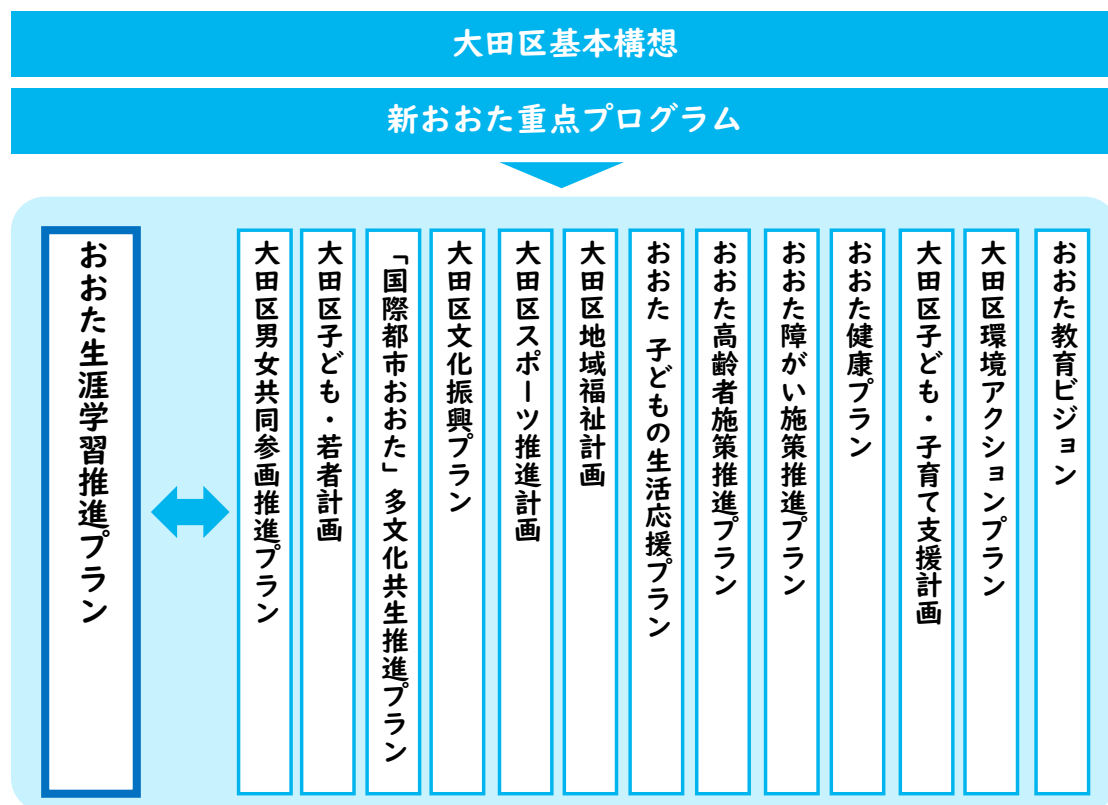 大田区基本構想
新おおた重点プログラム
おおた生涯学習推進プラン
大田区男女共同参画推進プラン
大田区子ども・若者計画
「国際都市おおた」多文化共生推進プラン
大田区文化振興プラン
大田区スポーツ推進計画
大田区地域福祉計画
おおた 子どもの生活応援プラン
おおた高齢者施策推進プラン
おおた障がい施策推進プラン
おおた健康プラン
大田区子ども・子育て支援計画
大田区環境アクションプラン
おおた教育ビジョン